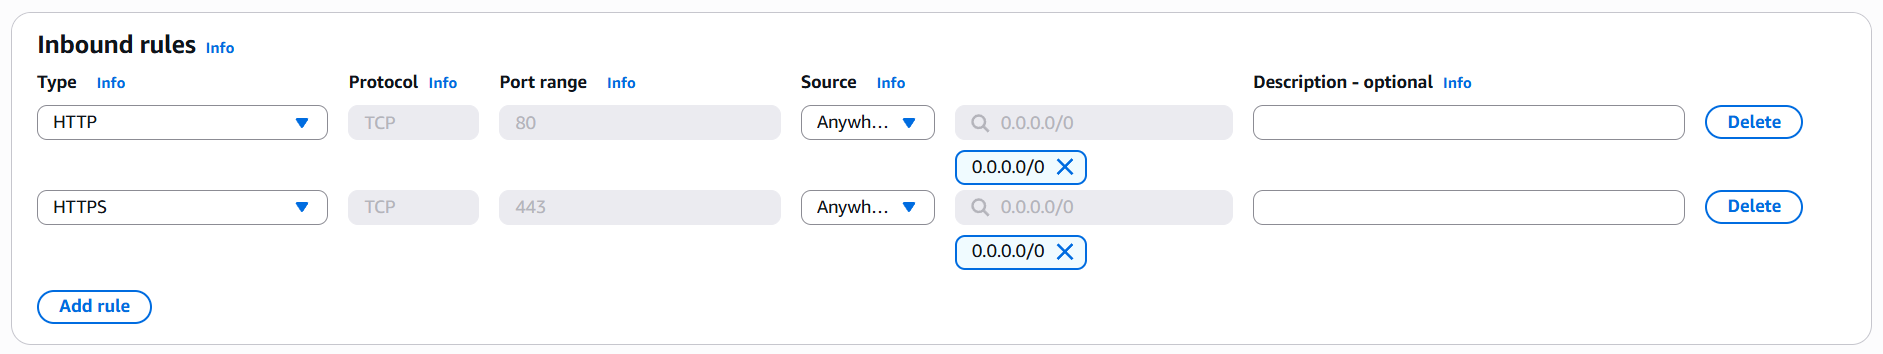 Inbound rules Info
Type Info Protocol Info Port range Info Source Info Description - optional Info
HTTP TCP 80 Anywh... 0.0.0.0/0 Delete
0.0.0.0/0
HTTPS TCP 443 Anywh... 0.0.0.0/0 Delete
0.0.0.0/0
Add rule